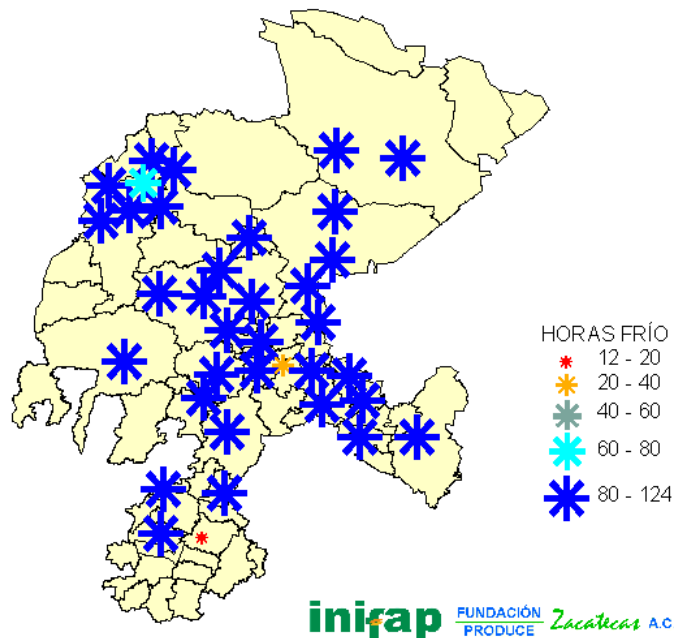 HORAS FRÍO
12 - 20
20 - 40
40 - 60
60 - 80
80 - 124
inifap
FUNDACIÓN
PRODUCE
Zacatecas A.C